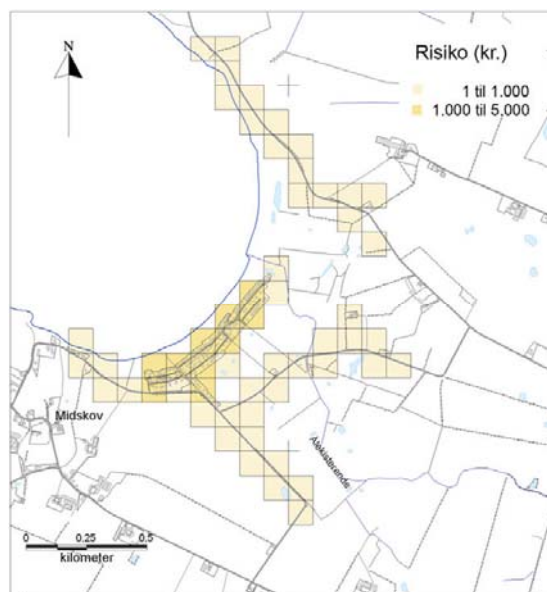 N
Risiko (kr.)
1 til 1.000
1.000 til 5.000
Midskov
0 0.25 0.5
kilometer